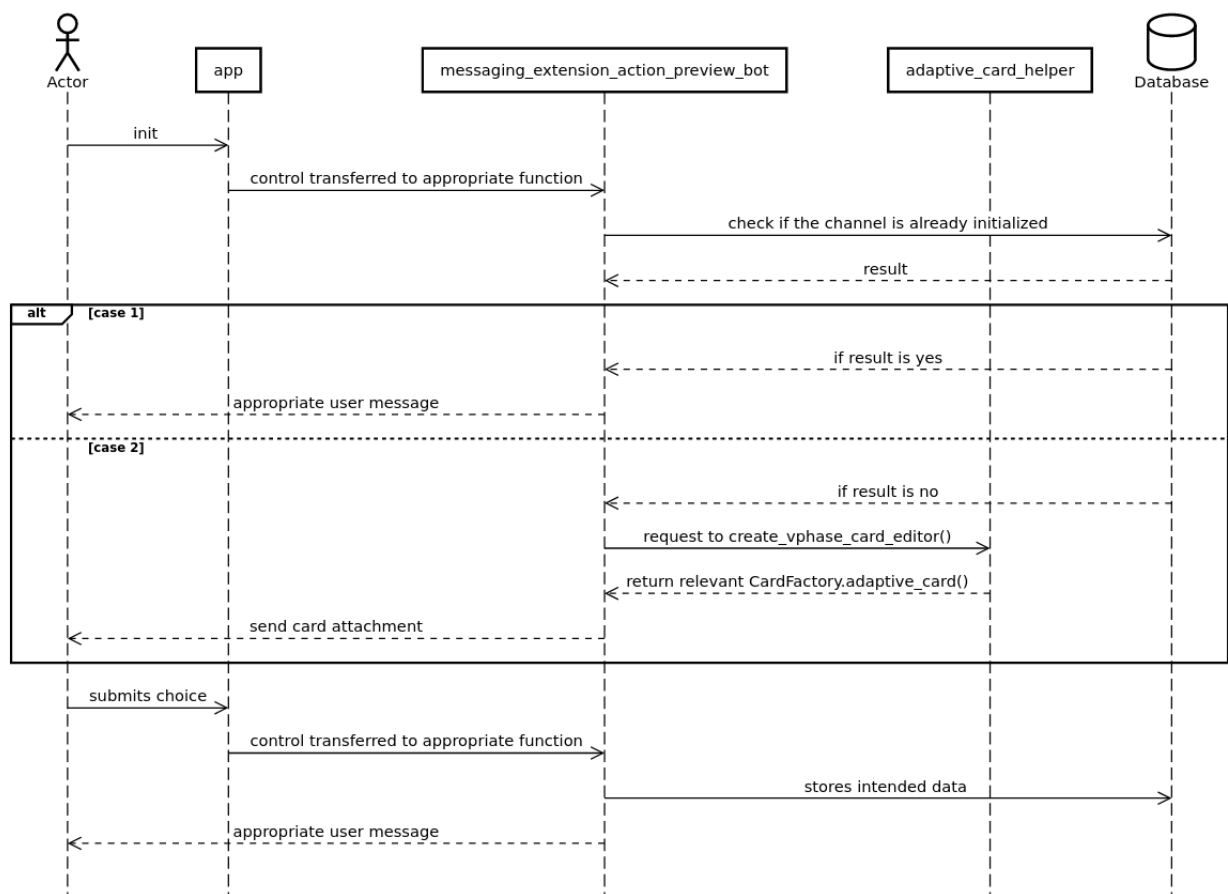 Actor
app
messaging_extension_action_preview_bot
adaptive_card_helper
Database
init
control transferred to appropriate function
check if the channel is already initialized
result
alt
[case 1]
if result is yes
appropriate user message
[case 2]
if result is no
request to create_vphase_card_editor()
return relevant CardFactory.adaptive_card()
send card attachment
submits choice
control transferred to appropriate function
stores intended data
appropriate user message